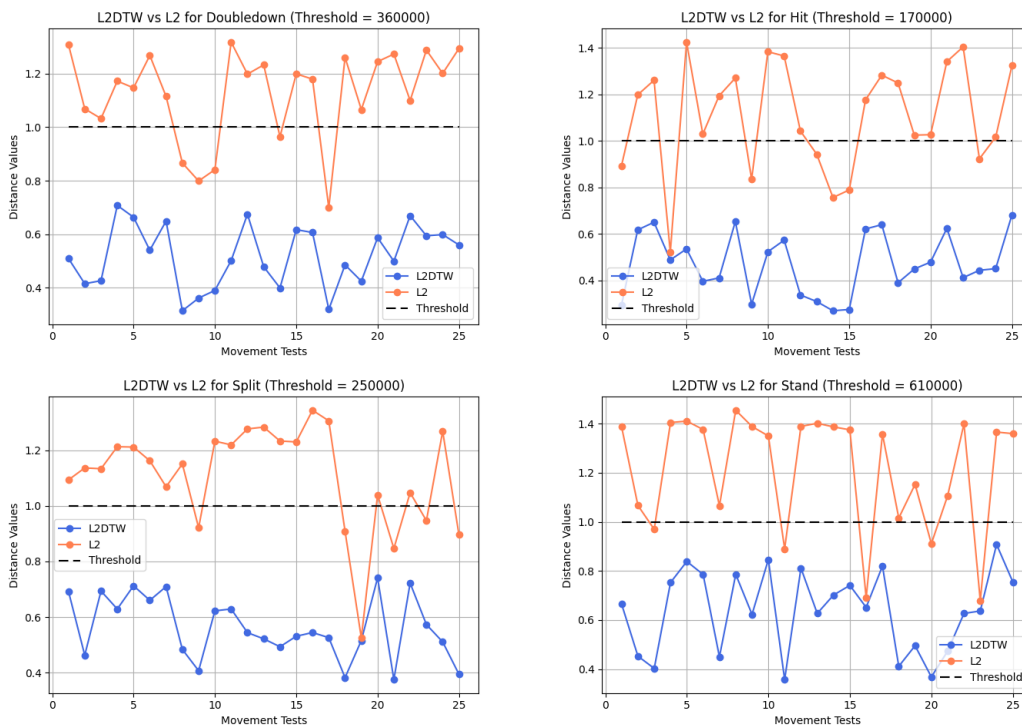 L2DTW vs L2 for Doubledown (Threshold = 360000)
Distance Values
1.2
1.0
0.8
0.6
0.4
L2DTW
L2
Threshold
0 5 10 15 20 25
Movement Tests
L2DTW vs L2 for Hit (Threshold = 170000)
Distance Values
1.4
1.2
1.0
0.8
0.6
0.4
L2DTW
L2
Threshold
0 5 10 15 20 25
Movement Tests
L2DTW vs L2 for Split (Threshold = 250000)
Distance Values
1.2
1.0
0.8
0.6
0.4
L2DTW
L2
Threshold
0 5 10 15 20 25
Movement Tests
L2DTW vs L2 for Stand (Threshold = 610000)
Distance Values
1.4
1.2
1.0
0.8
0.6
0.4
L2DTW
L2
Threshold
0 5 10 15 20 25
Movement Tests